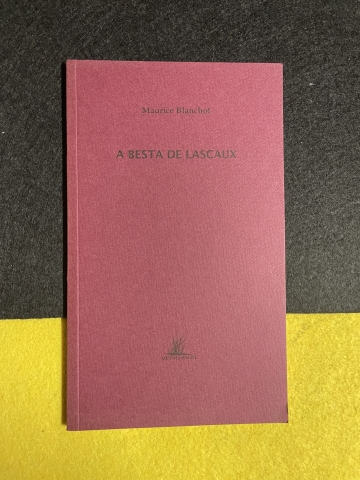 Maurice Blanchot
A BESTA DE LASCAUX